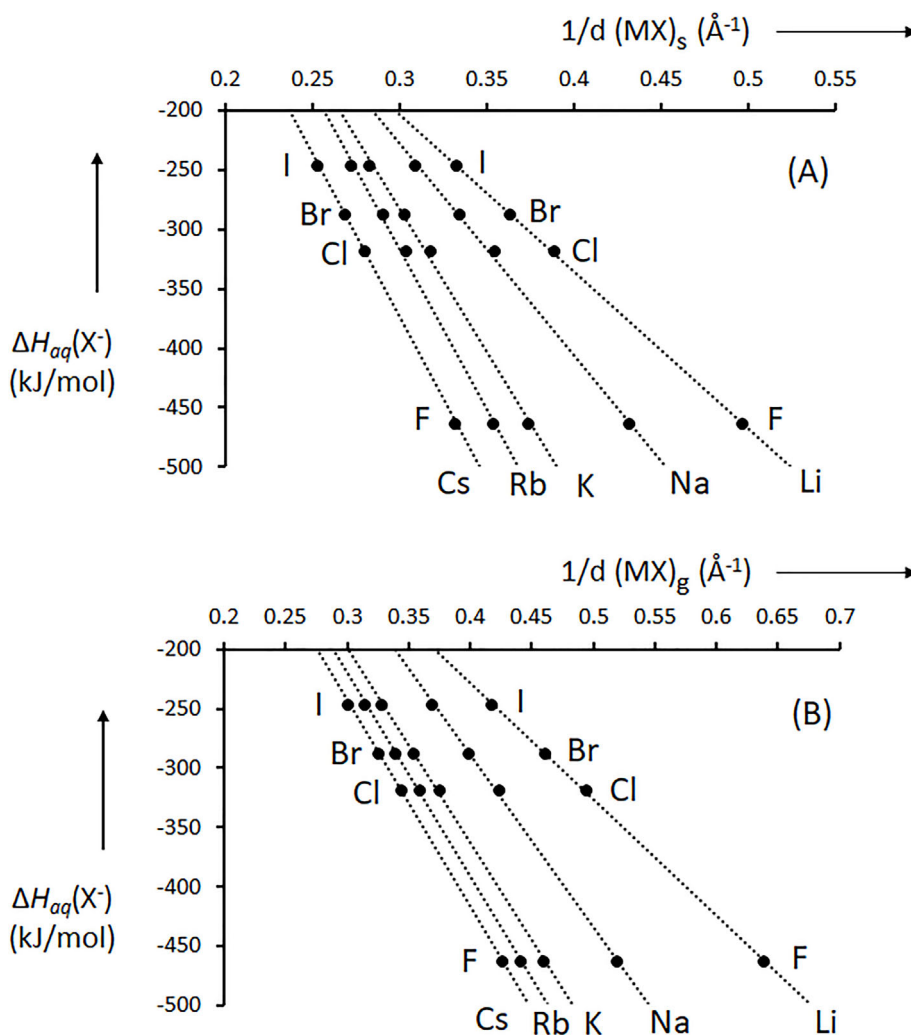 1/d (MX)s (Å-1)
0.2 0.25 0.3 0.35 0.4 0.45 0.5 0.55
-200
-250
-300
-350
-400
-450
-500
ΔHaq(X-)
(kJ/mol)
(A)
I I
Br Br
Cl Cl
F F
Cs Rb K Na Li
1/d (MX)g (Å-1)
0.2 0.25 0.3 0.35 0.4 0.45 0.5 0.55 0.6 0.65 0.7
-200
-250
-300
-350
-400
-450
-500
ΔHaq(X-)
(kJ/mol)
(B)
I I
Br Br
Cl Cl
F F
Cs Rb K Na Li